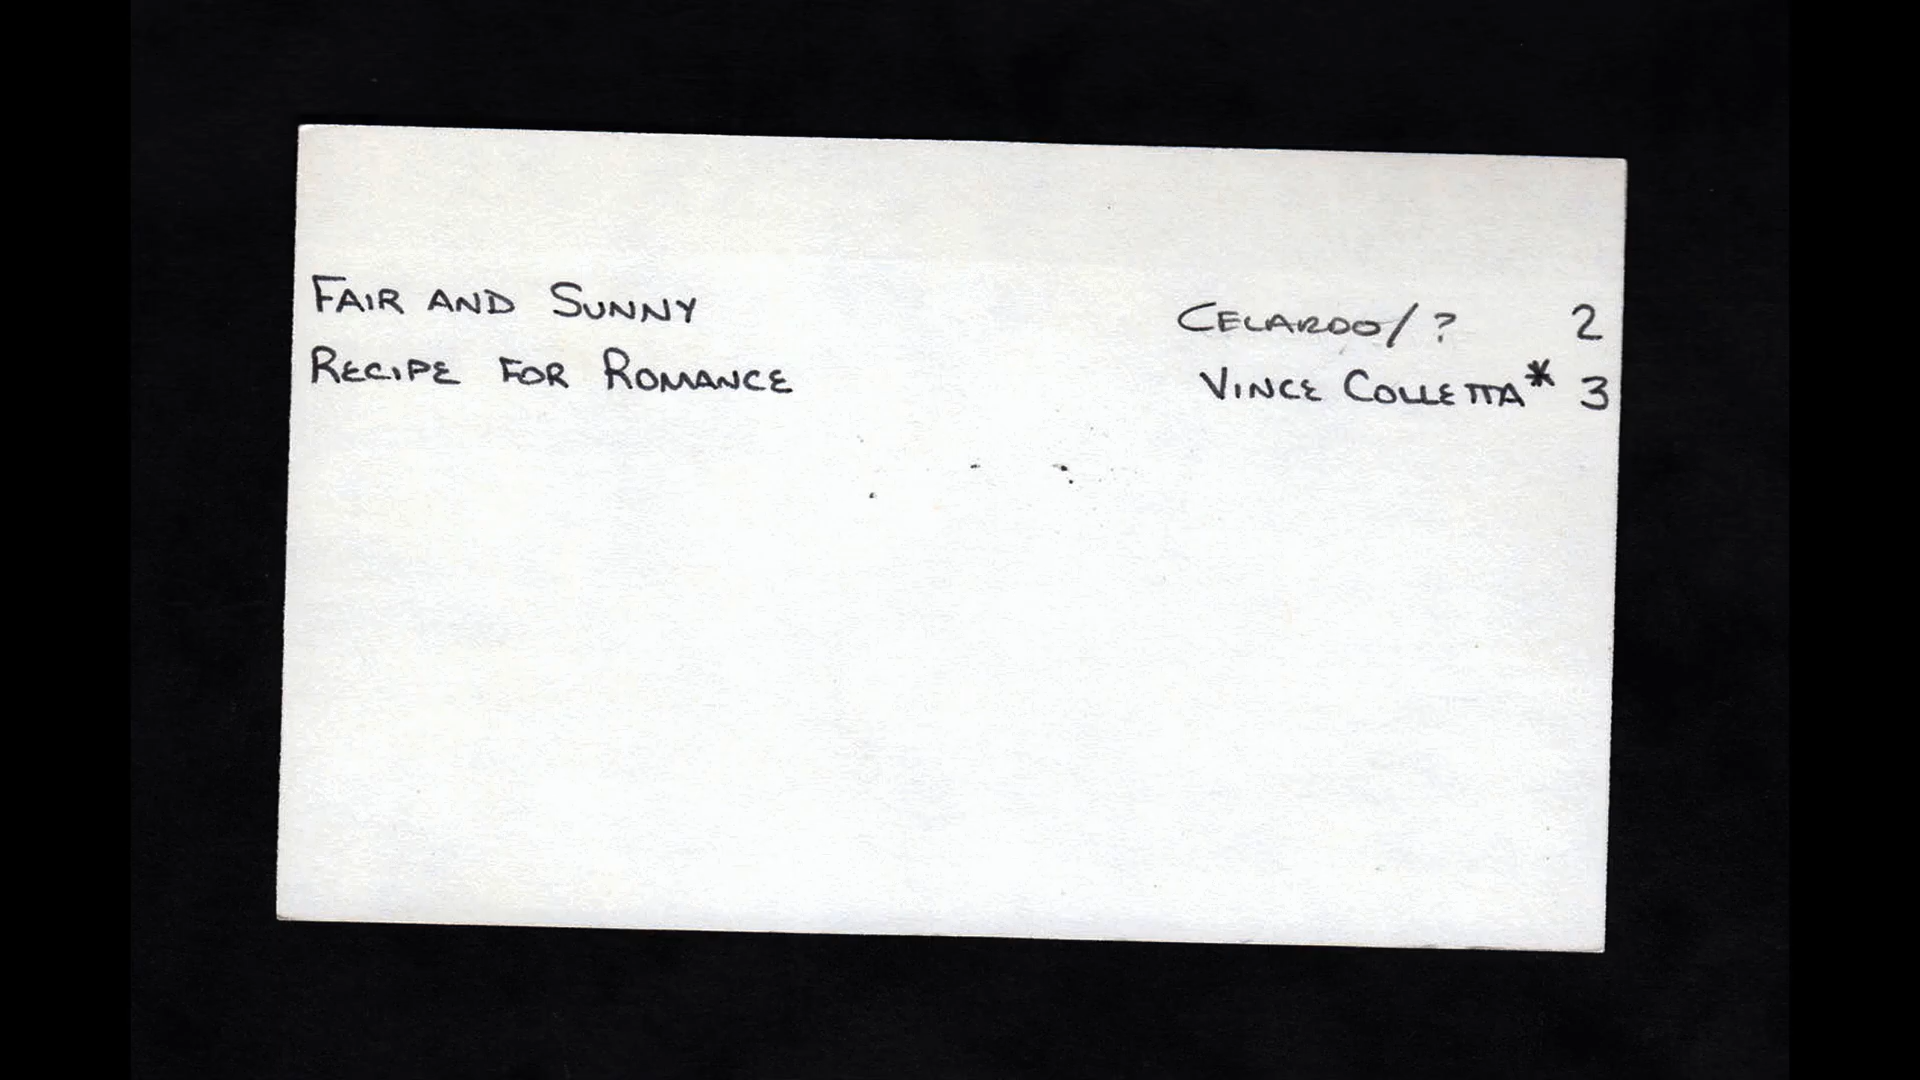 FAIR AND SUNNY CELARDO/? 2
RECIPE FOR ROMANCE VINCE COLLETTA* 3